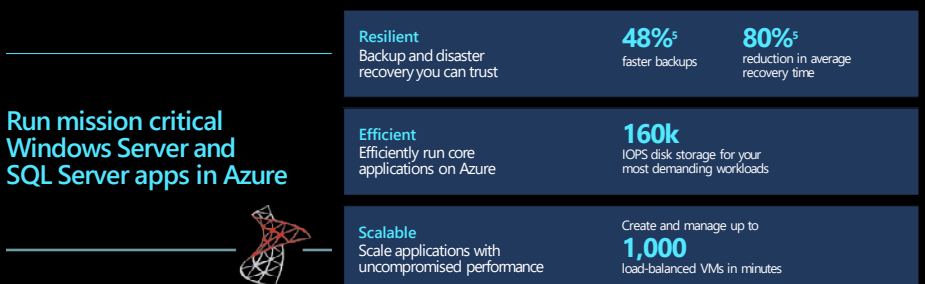 Run mission critical
Windows Server and
SQL Server apps in Azure
Resilient
Backup and disaster
recovery you can trust
48%5
faster backups
80%5
reduction in average
recovery time
Efficient
Efficiently run core
applications on Azure
160k
IOPS disk storage for your
most demanding workloads
Scalable
Scale applications with
uncompromised performance
Create and manage up to
1,000
load-balanced VMs in minutes